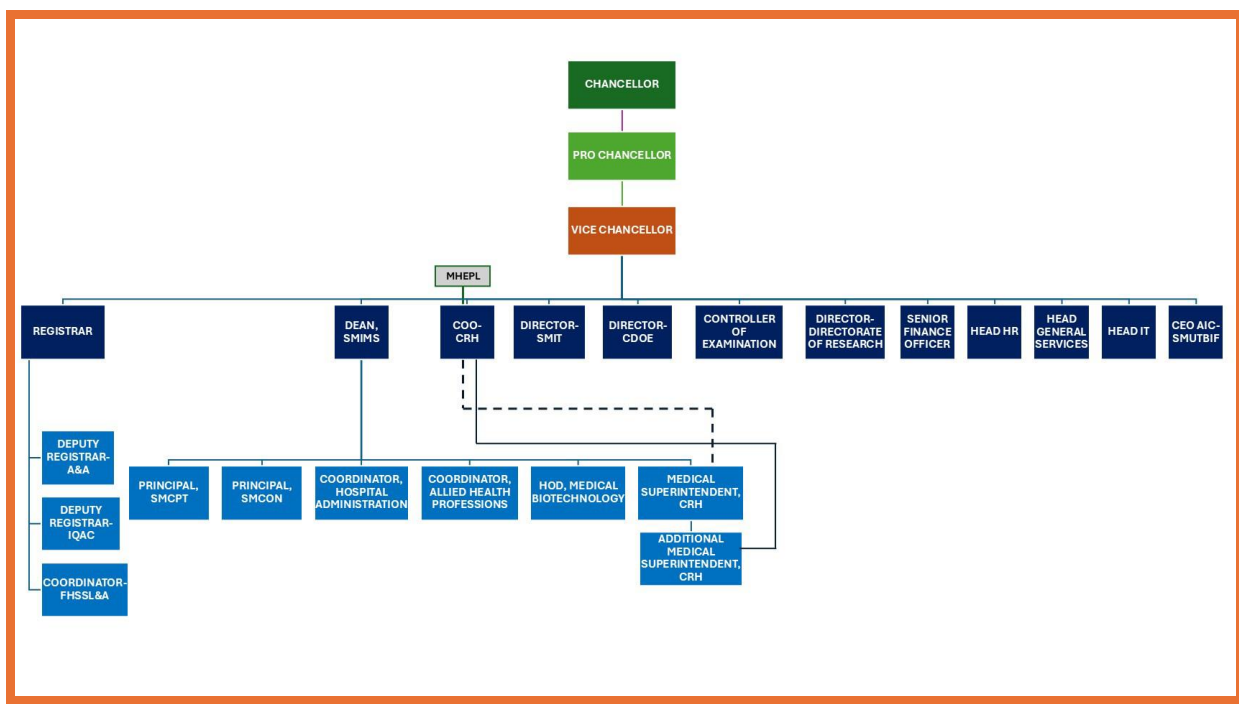 CHANCELLOR
PRO CHANCELLOR
VICE CHANCELLOR
MHEPL
REGISTRAR
DEAN,
SMIMS
COO-
CRH
DIRECTOR-
SMIT
DIRECTOR-
CDOE
CONTROLLER
OF
EXAMINATION
DIRECTOR-
DIRECTORATE
OF RESEARCH
SENIOR
FINANCE
OFFICER
HEAD HR
HEAD
GENERAL
SERVICES
HEAD IT
CEO AIC-
SMUTBIF
DEPUTY
REGISTRAR-
A&A
DEPUTY
REGISTRAR-
IQAC
COORDINATOR-
FHSSL&A
PRINCIPAL,
SMCPT
PRINCIPAL,
SMCON
COORDINATOR,
HOSPITAL
ADMINISTRATION
COORDINATOR,
ALLIED HEALTH
PROFESSIONS
HOD, MEDICAL
BIOTECHNOLOGY
MEDICAL
SUPERINTENDENT,
CRH
ADDITIONAL
MEDICAL
SUPERINTENDENT,
CRH